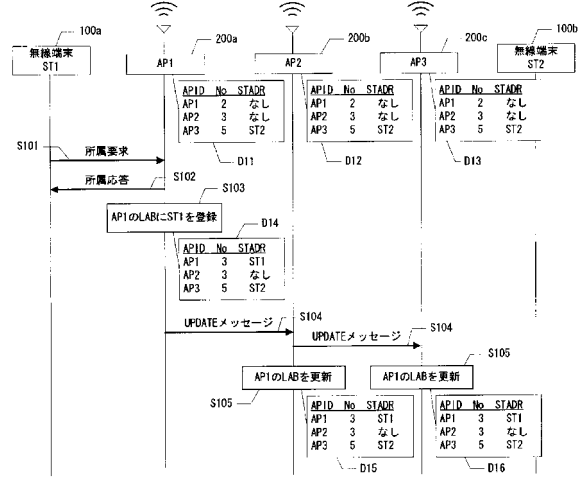 100a
200a
200b
200c
100b
無線端末
ST1
AP1
AP2
AP3
無線端末
ST2
APID No STADR
AP1 2 なし
AP2 3 なし
AP3 5 ST2
D11
APID No STADR
AP1 2 なし
AP2 3 なし
AP3 5 ST2
D12
APID No STADR
AP1 2 なし
AP2 3 なし
AP3 5 ST2
D13
S101
所属要求
所属応答
S102
S103
AP1のLABにST1を登録
D14
APID No STADR
AP1 3 ST1
AP2 3 なし
AP3 5 ST2
UPDATEメッセージ
S104
UPDATEメッセージ
S104
S105
AP1のLABを更新
AP1のLABを更新
S105
APID No STADR
AP1 3 ST1
AP2 3 なし
AP3 5 ST2
D15
APID No STADR
AP1 3 ST1
AP2 3 なし
AP3 5 ST2
D16